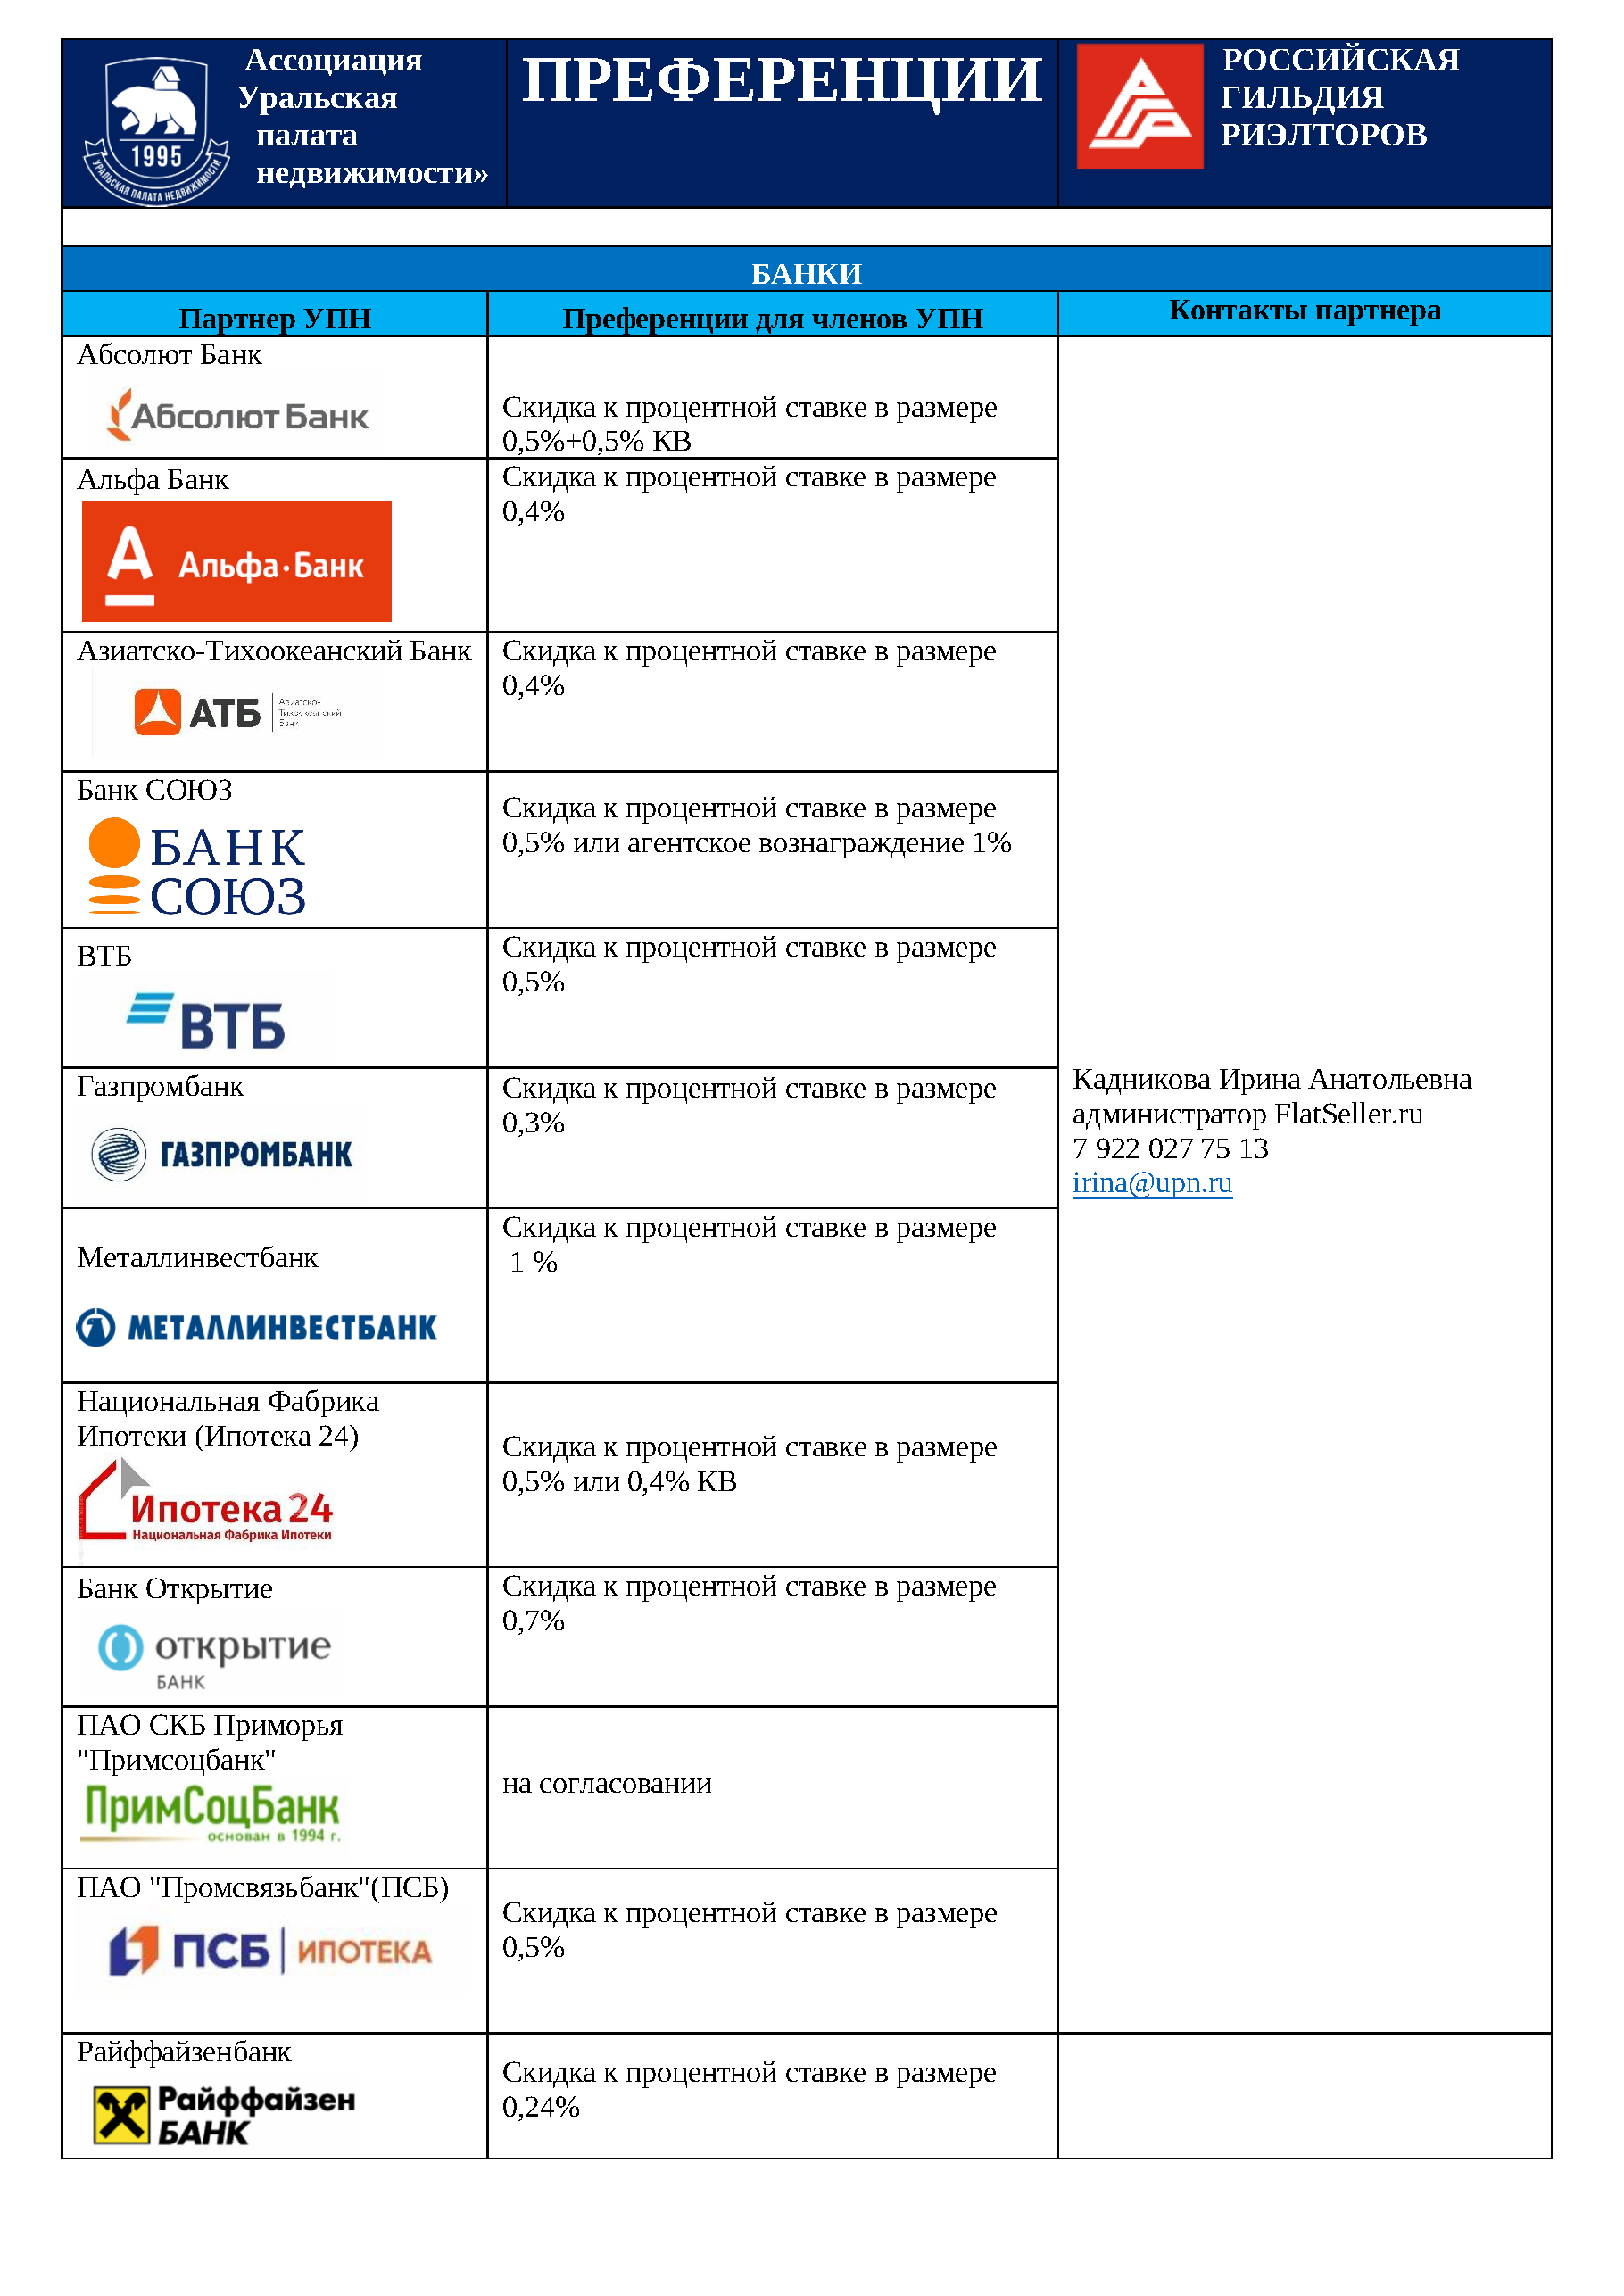 Ассоциация
Уральская
палата
недвижимости»
1995
УРАЛЬСКАЯ ПАЛАТА НЕДВИЖИМОСТИ
ПРЕФЕРЕНЦИИ
РОССИЙСКАЯ
ГИЛЬДИЯ
РИЭЛТОРОВ
БАНКИ
Партнер УПН
Преференции для членов УПН
Контакты партнера
Абсолют Банк
Абсолют Банк
Скидка к процентной ставке в размере
0,5%+0,5% КВ
Альфа Банк
А Альфа·Банк
Скидка к процентной ставке в размере
0,4%
Азиатско-Тихоокеанский Банк
АТБ
Азиатско-
Тихоокеанский
Банк
Скидка к процентной ставке в размере
0,4%
Банк СОЮЗ
БАНК
СОЮЗ
Скидка к процентной ставке в размере
0,5% или агентское вознаграждение 1%
ВТБ
ВТБ
Скидка к процентной ставке в размере
0,5%
Газпромбанк
ГАЗПРОМБАНК
Скидка к процентной ставке в размере
0,3%
Кадникова Ирина Анатольевна
администратор FlatSeller.ru
7 922 027 75 13
irina@upn.ru
Металлинвестбанк
МЕТАЛЛИНВЕСТБАНК
Скидка к процентной ставке в размере
1 %
Национальная Фабрика
Ипотеки (Ипотека 24)
Ипотека 24
Национальная Фабрика Ипотеки
Скидка к процентной ставке в размере
0,5% или 0,4% КВ
Банк Открытие
открытие
БАНК
Скидка к процентной ставке в размере
0,7%
ПАО СКБ Приморья
"Примсоцбанк"
ПримСоцБанк
основан в 1994 г.
на согласовании
ПАО "Промсвязьбанк"(ПСБ)
ПСБ | ИПОТЕКА
Скидка к процентной ставке в размере
0,5%
Райффайзенбанк
Райффайзен
БАНК
Скидка к процентной ставке в размере
0,24%